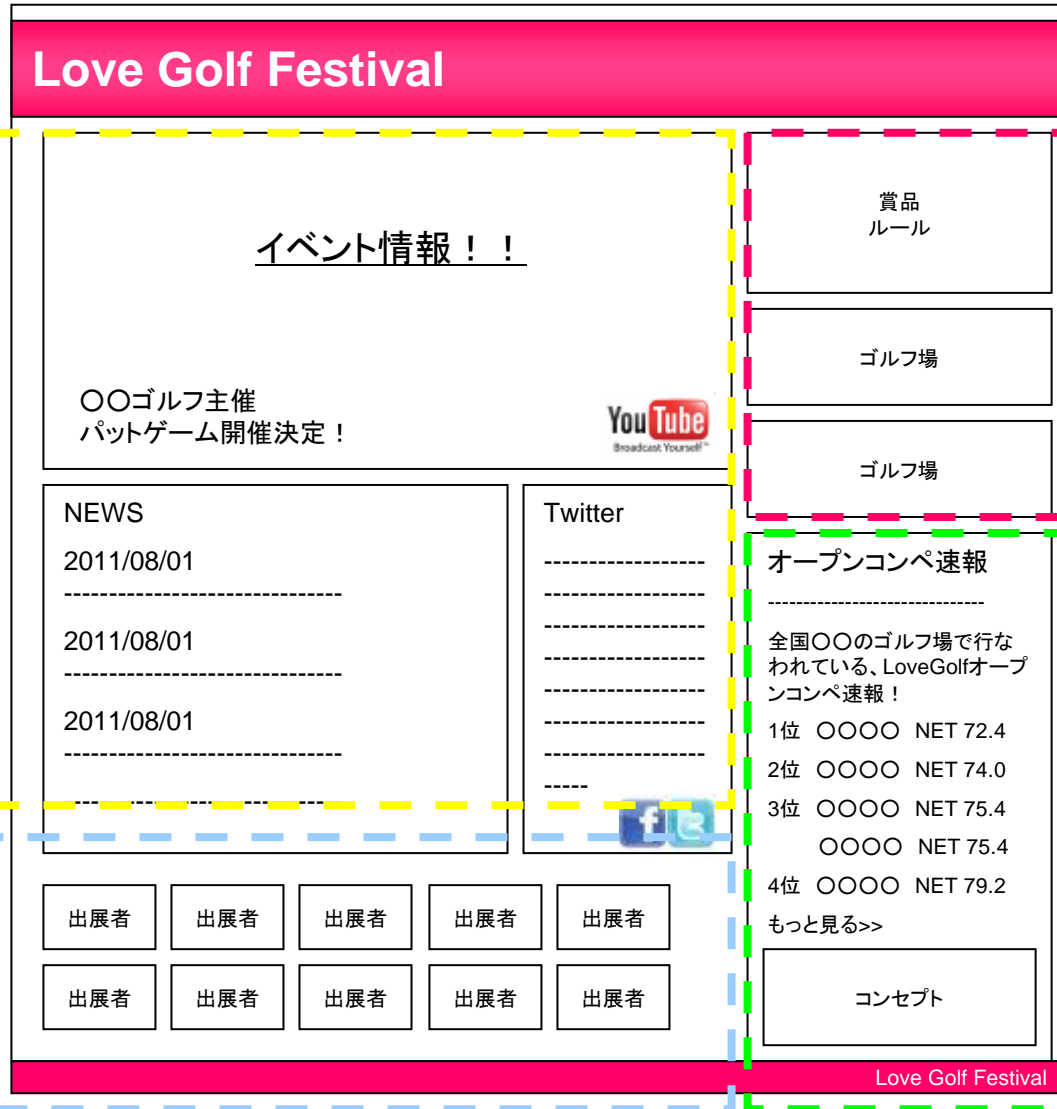 Love Golf Festival
イベント情報！！
〇〇ゴルフ主催
パットゲーム開催決定！
You Tube
Broadcast Yourself™
賞品
ルール
ゴルフ場
ゴルフ場
NEWS
2011/08/01
-------------------------------
2011/08/01
-------------------------------
2011/08/01
-------------------------------
-------------------------------
Twitter
------------------
------------------
------------------
------------------
------------------
------------------
------------------
-----
f t
オープンコンペ速報
-------------------------------
全国〇〇のゴルフ場で行な
われている、LoveGolfオープ
ンコンペ速報！
1位 〇〇〇〇 NET 72.4
2位 〇〇〇〇 NET 74.0
3位 〇〇〇〇 NET 75.4
〇〇〇〇 NET 75.4
4位 〇〇〇〇 NET 79.2
もっと見る>>
コンセプト
出展者 出展者 出展者 出展者 出展者
出展者 出展者 出展者 出展者 出展者
Love Golf Festival